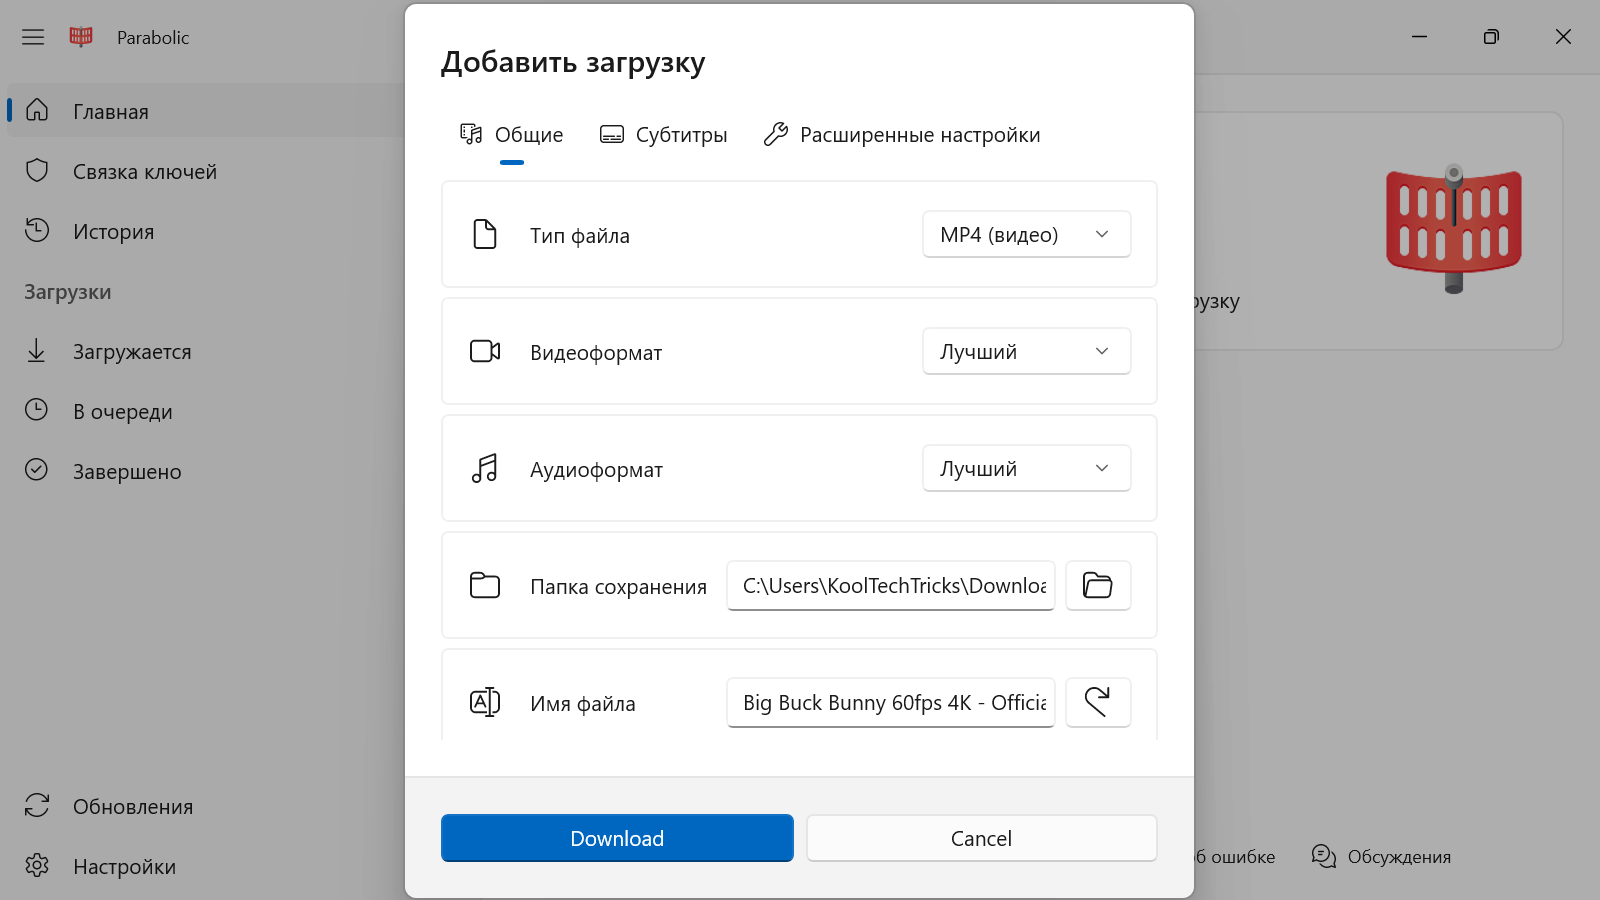 Parabolic
Главная
Связка ключей
История
Загрузки
Загружается
В очереди
Завершено
Обновления
Настройки
Добавить загрузку
Общие
Субтитры
Расширенные настройки
Тип файла
MP4 (видео)
Видеоформат
Лучший
Аудиоформат
Лучший
Папка сохранения
C:\Users\KoolTechTricks\Downloa
Имя файла
Big Buck Bunny 60fps 4K - Officia
Download
Cancel
рузку
об ошибке
Обсуждения